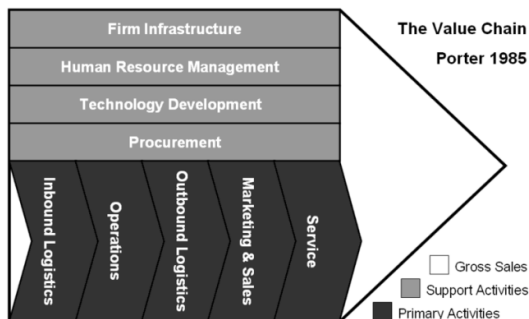 Firm Infrastructure
The Value Chain
Human Resource Management
Porter 1985
Technology Development
Procurement
Inbound Logistics
Operations
Outbound Logistics
Marketing & Sales
Service
Gross Sales
Support Activities
Primary Activities